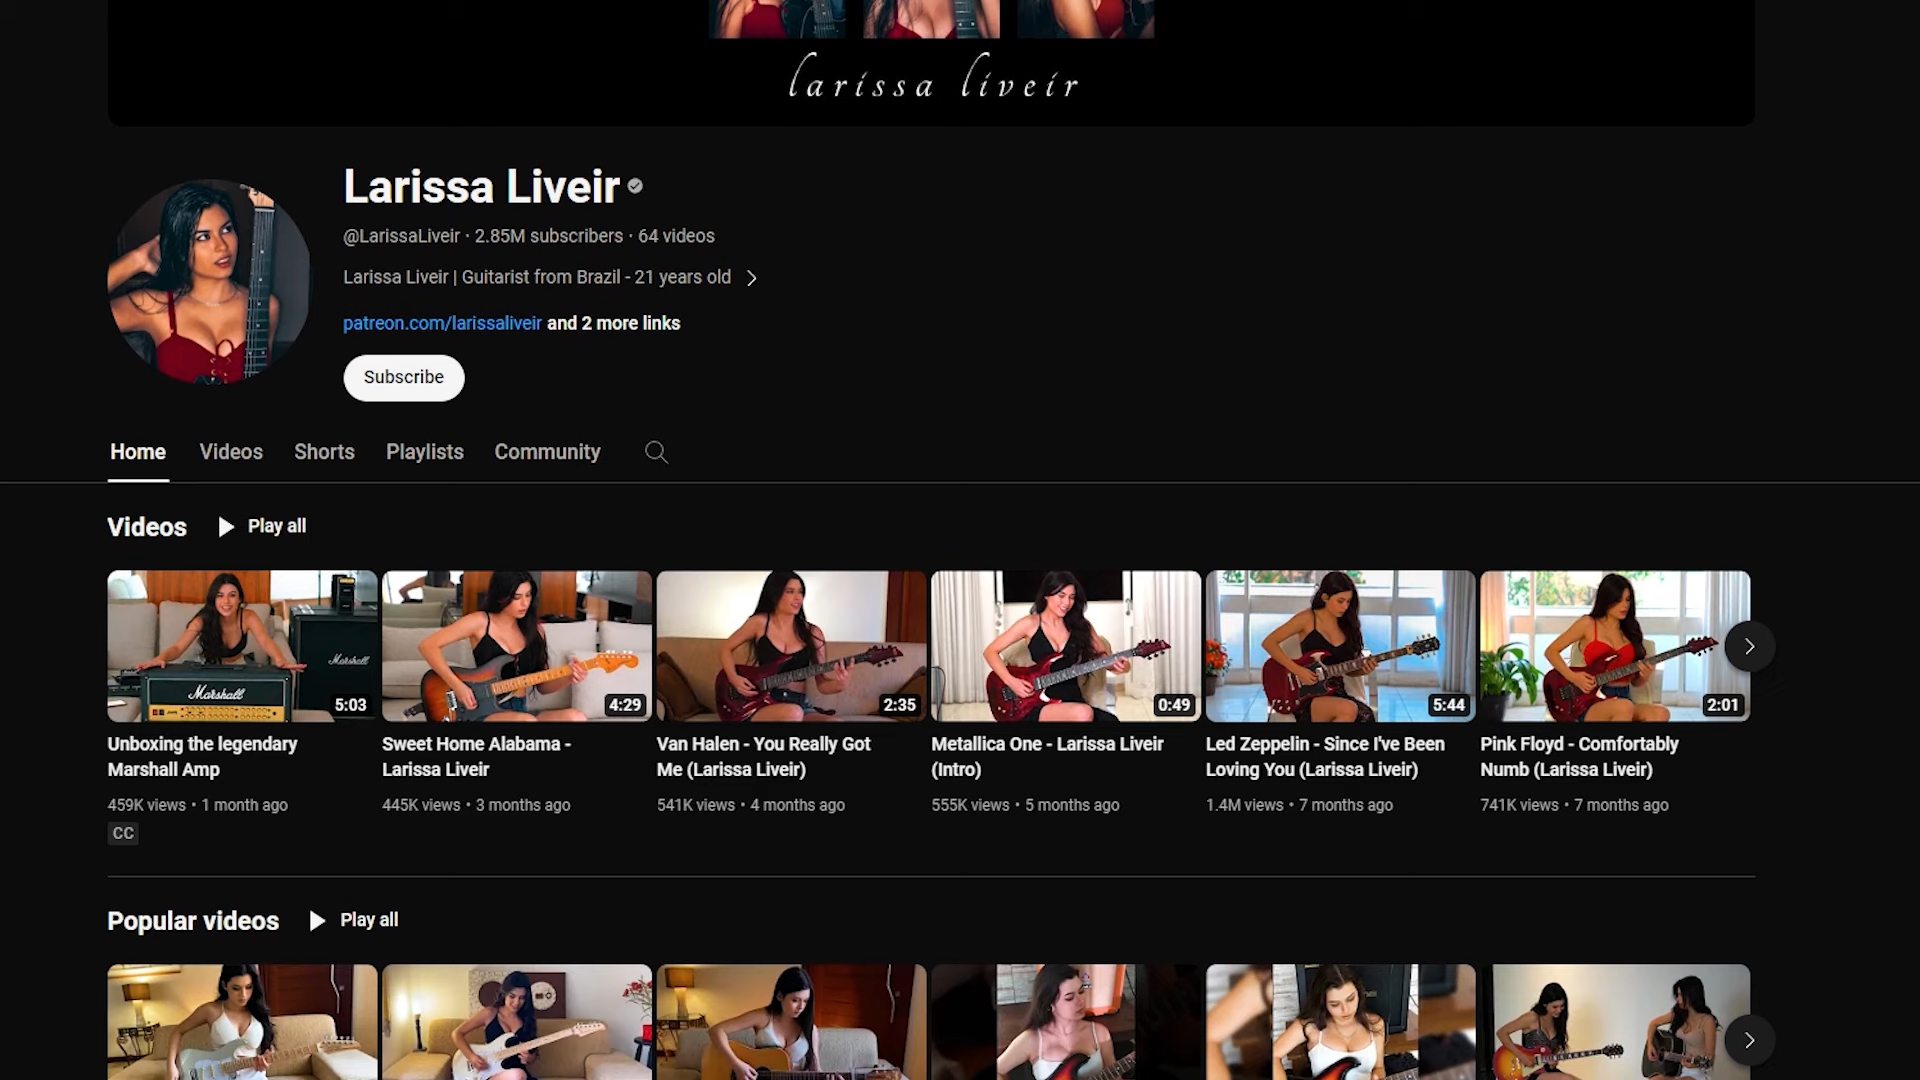 larissa liveir
Larissa Liveir
@LarissaLiveir · 2.85M subscribers · 64 videos
Larissa Liveir | Guitarist from Brazil - 21 years old
patreon.com/larissaliveir and 2 more links
Subscribe
Home Videos Shorts Playlists Community
Videos Play all
Marshall
Marshall
5:03
4:29
2:35
0:49
5:44
2:01
Unboxing the legendary
Marshall Amp
459K views • 1 month ago
CC
Sweet Home Alabama -
Larissa Liveir
445K views • 3 months ago
Van Halen - You Really Got
Me (Larissa Liveir)
541K views • 4 months ago
Metallica One - Larissa Liveir
(Intro)
555K views • 5 months ago
Led Zeppelin - Since I've Been
Loving You (Larissa Liveir)
1.4M views • 7 months ago
Pink Floyd - Comfortably
Numb (Larissa Liveir)
741K views • 7 months ago
Popular videos Play all